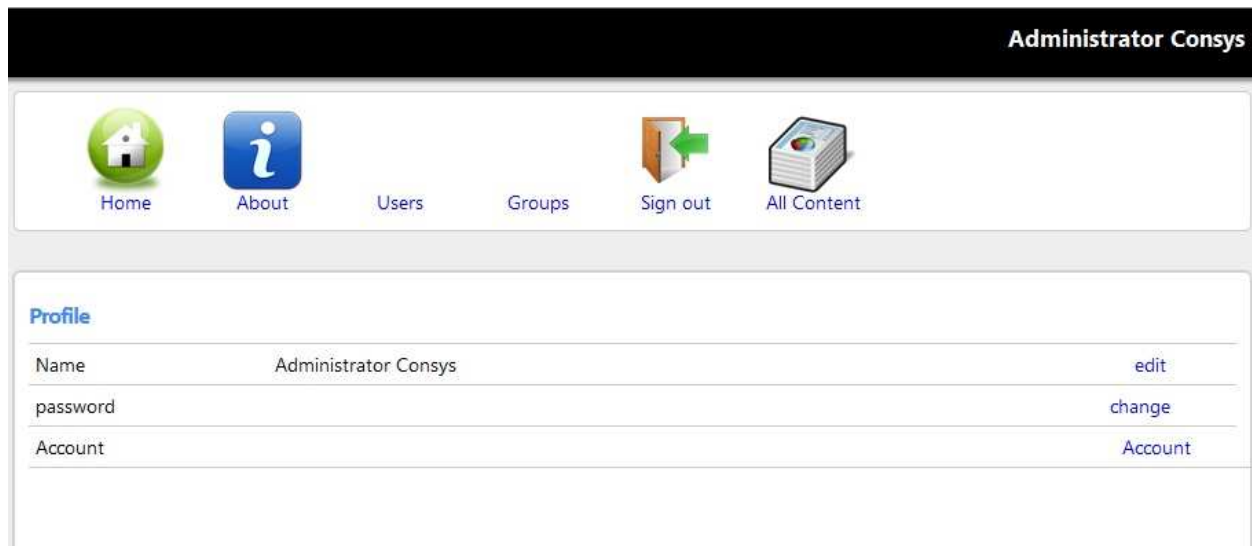 Administrator Consys
Home About Users Groups Sign out All Content
Profile
Name Administrator Consys edit
password change
Account Account